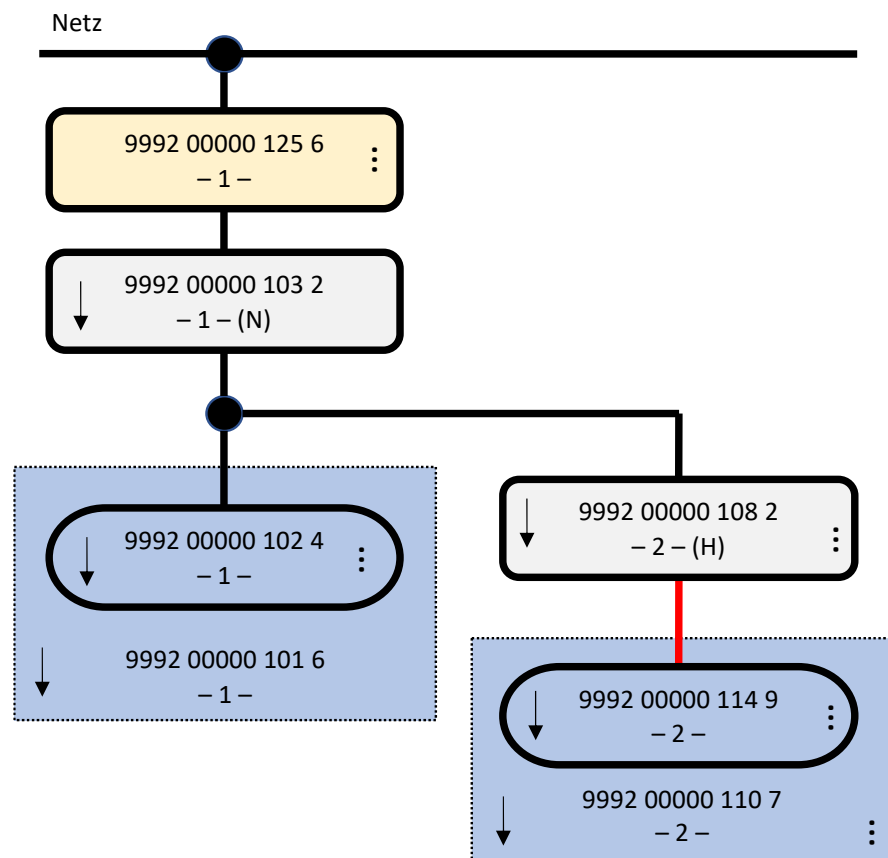 Netz
9992 00000 125 6
– 1 –
9992 00000 103 2
– 1 – (N)
9992 00000 102 4
– 1 –
9992 00000 101 6
– 1 –
9992 00000 108 2
– 2 – (H)
9992 00000 114 9
– 2 –
9992 00000 110 7
– 2 –